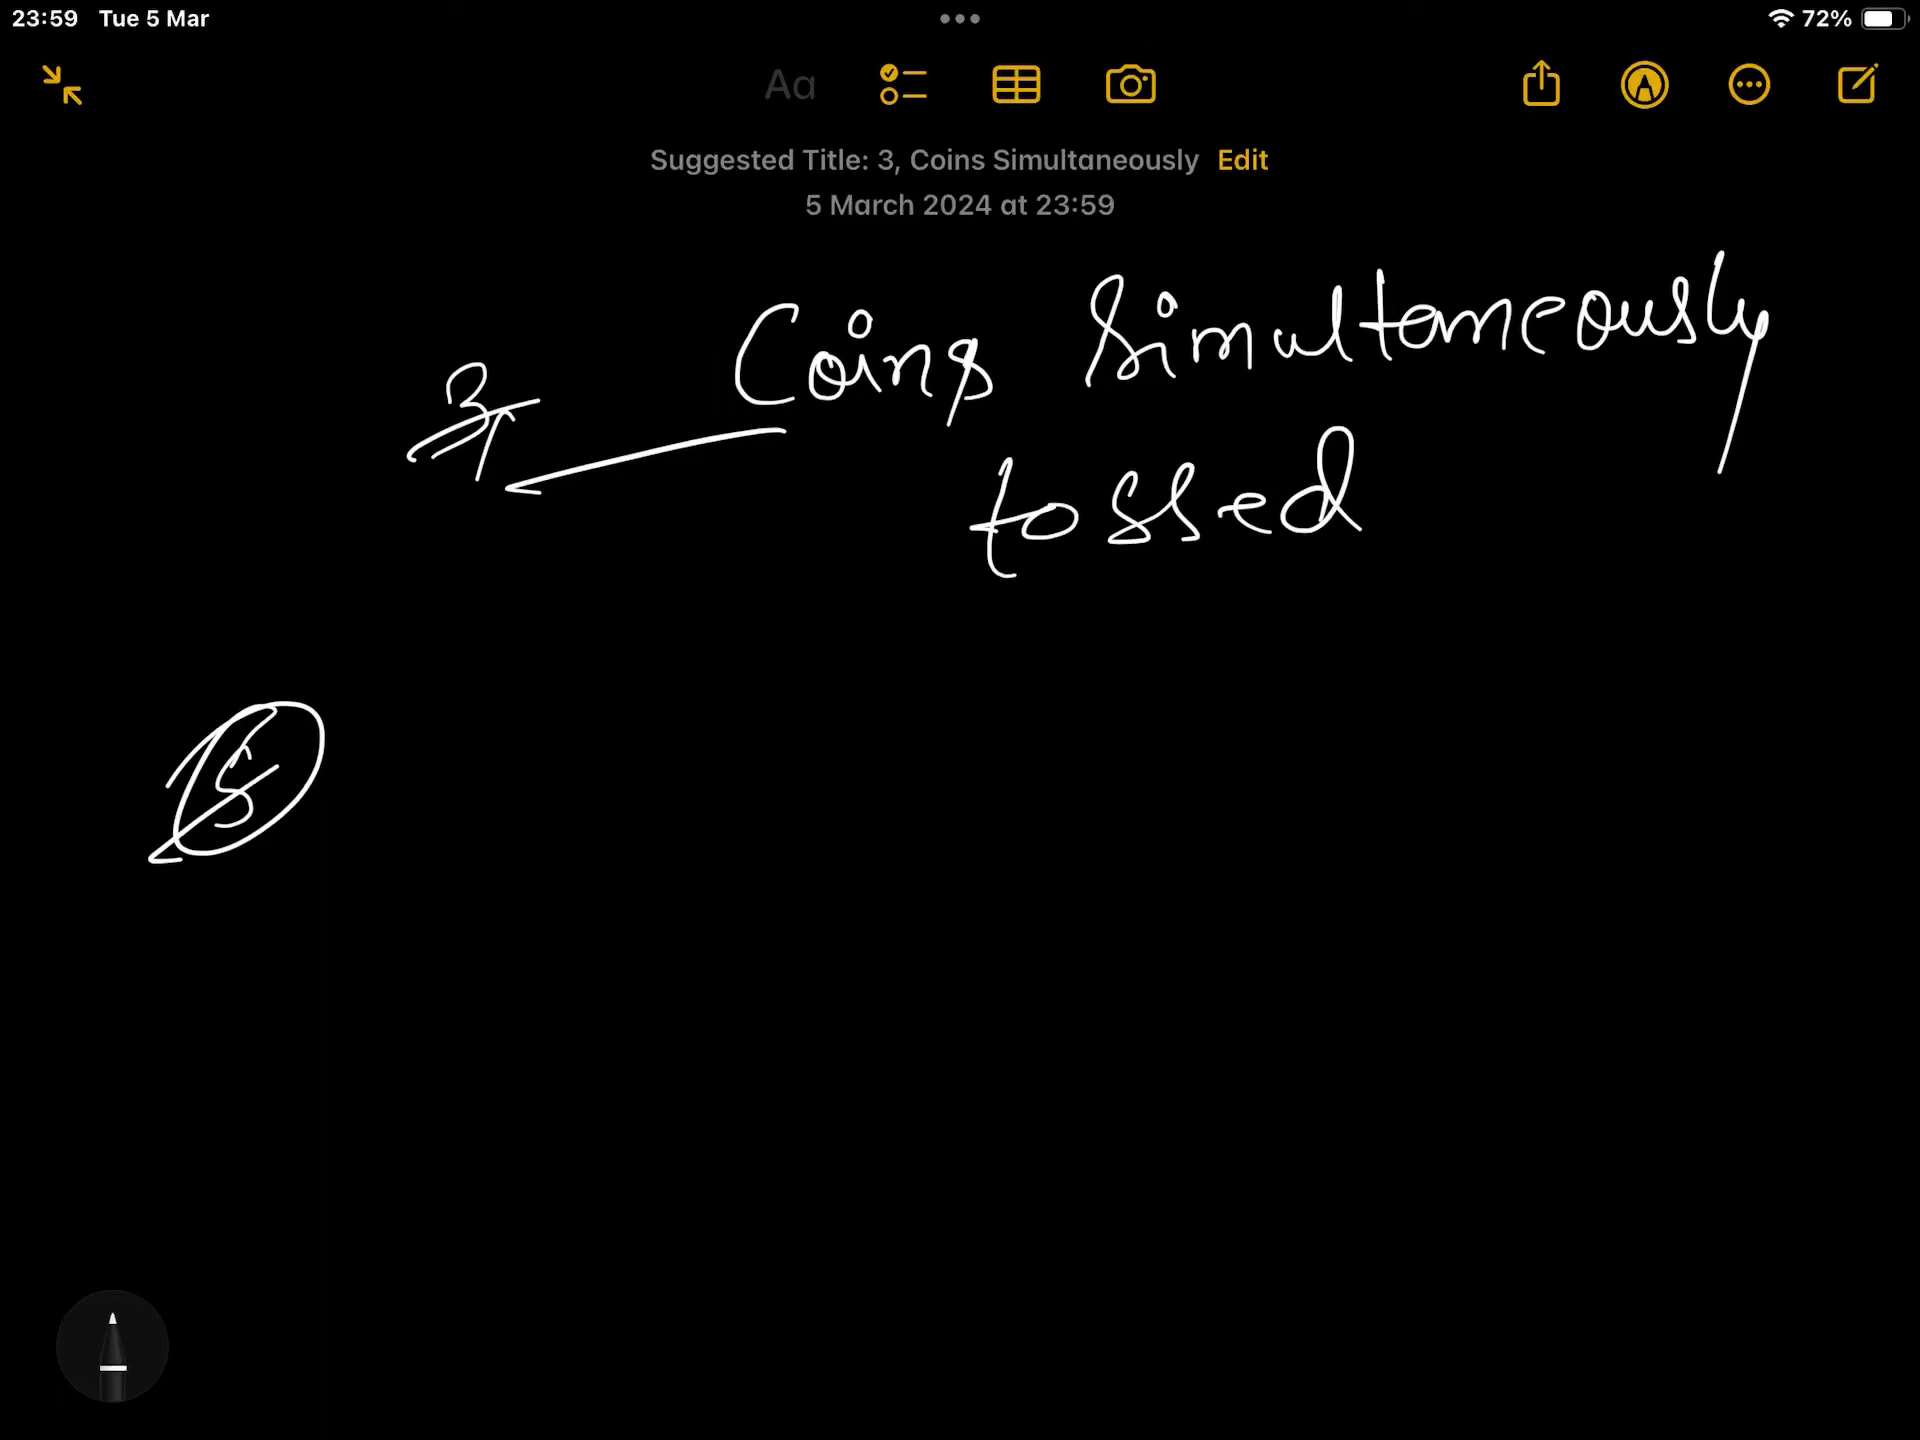 23:59 Tue 5 Mar
72%
Aa
Suggested Title: 3, Coins Simultaneously Edit
5 March 2024 at 23:59
3 Coins Simultaneously
tossed
S